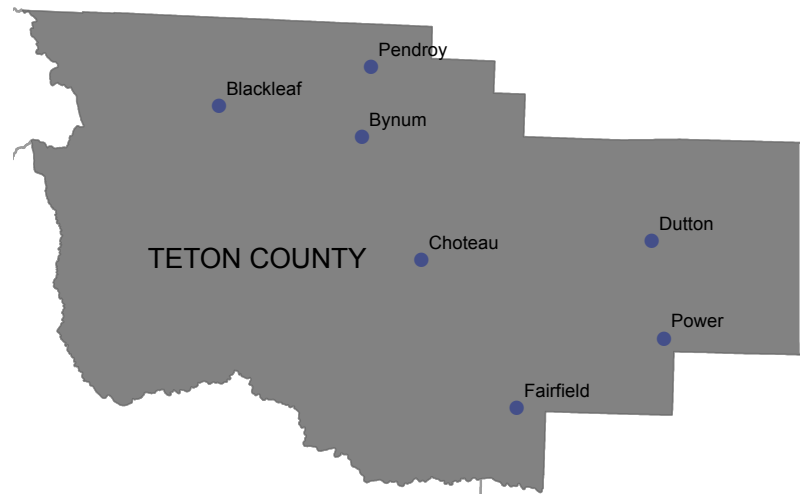 Pendroy
Blackleaf
Bynum
Dutton
Choteau
TETON COUNTY
Power
Fairfield